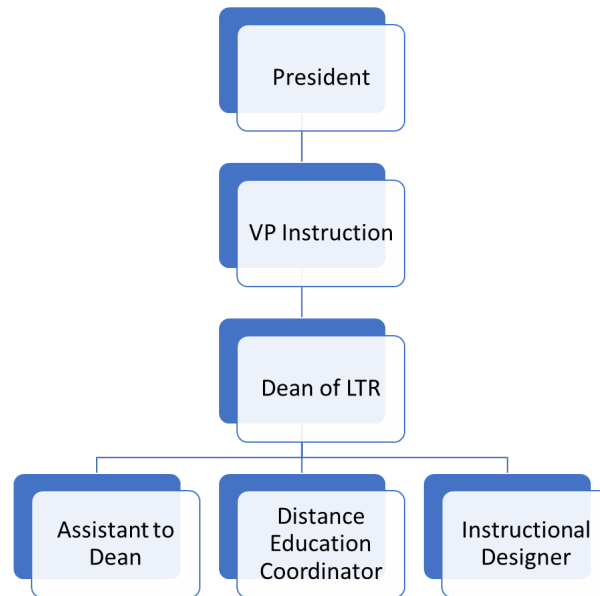 President
VP Instruction
Dean of LTR
Assistant to
Dean
Distance
Education
Coordinator
Instructional
Designer